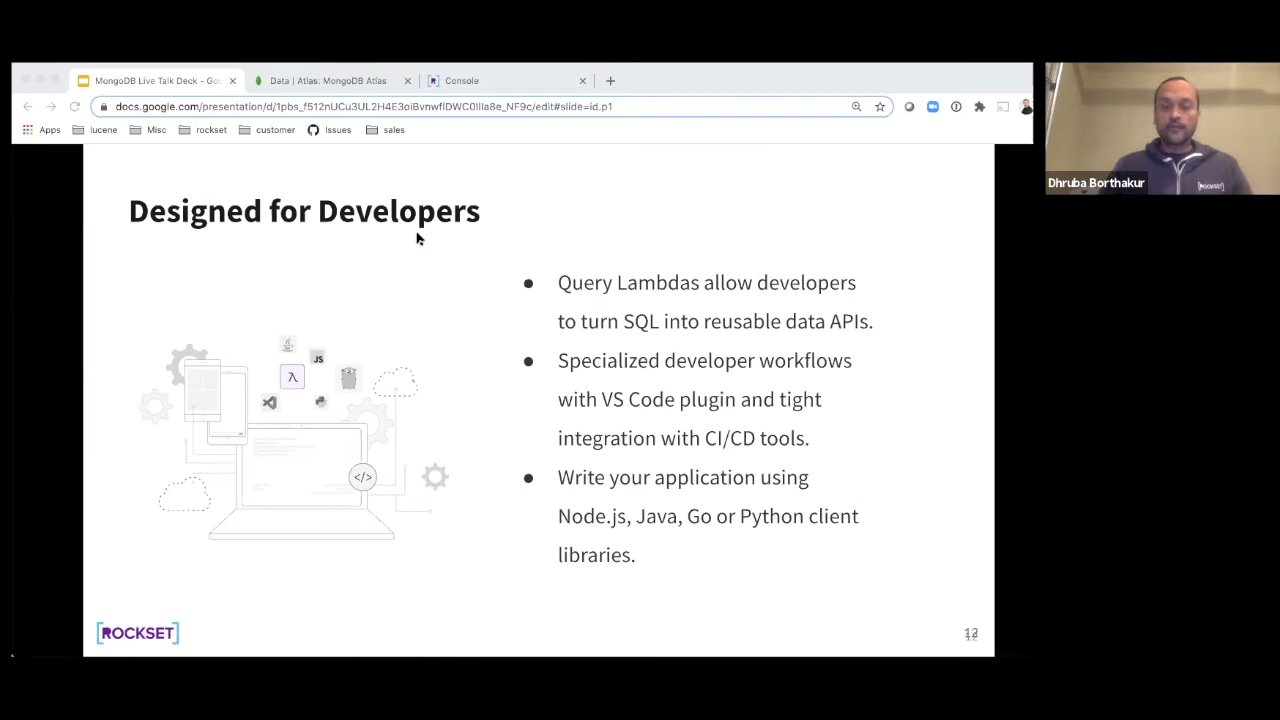 MongoDB Live Talk Deck - Goo
Data | Atlas: MongoDB Atlas
Console
Apps
lucene
Misc
rockset
customer
Issues
sales
Dhruba Borthakur
ROCKSET
Designed for Developers
Query Lambdas allow developers
to turn SQL into reusable data APIs.
Specialized developer workflows
with VS Code plugin and tight
integration with CI/CD tools.
Write your application using
Node.js, Java, Go or Python client
libraries.
JS
λ
</>
[ROCKSET]
12